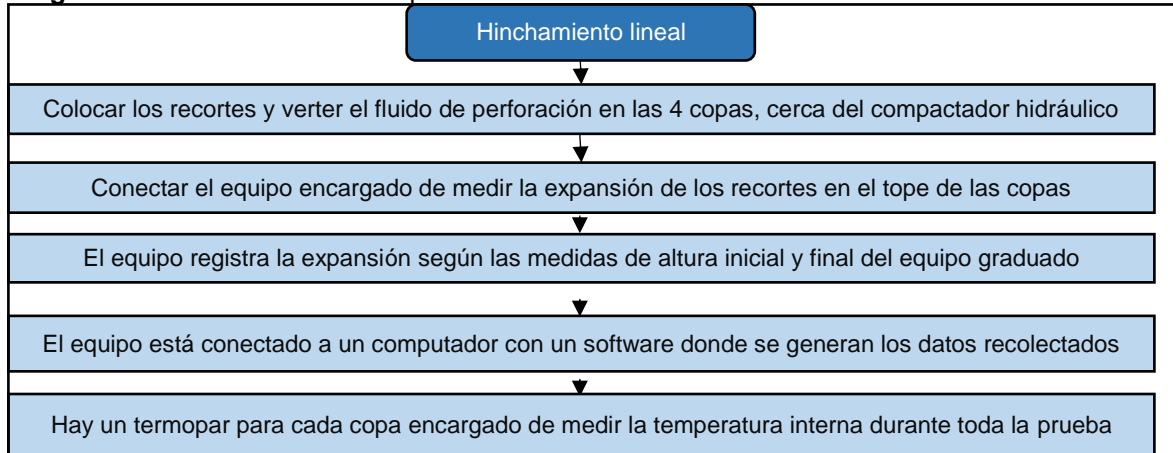 Hinchamiento lineal
Colocar los recortes y verter el fluido de perforación en las 4 copas, cerca del compactador hidráulico
Conectar el equipo encargado de medir la expansión de los recortes en el tope de las copas
El equipo registra la expansión según las medidas de altura inicial y final del equipo graduado
El equipo está conectado a un computador con un software donde se generan los datos recolectados
Hay un termopar para cada copa encargado de medir la temperatura interna durante toda la prueba